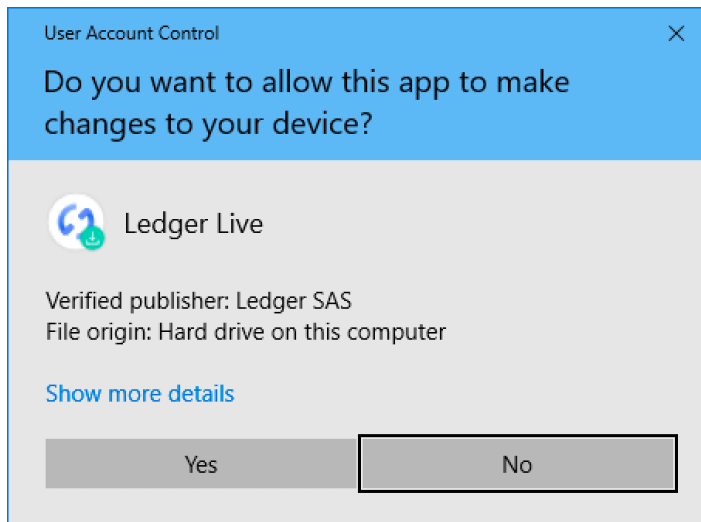 User Account Control
Do you want to allow this app to make
changes to your device?
Ledger Live
Verified publisher: Ledger SAS
File origin: Hard drive on this computer
Show more details
Yes
No